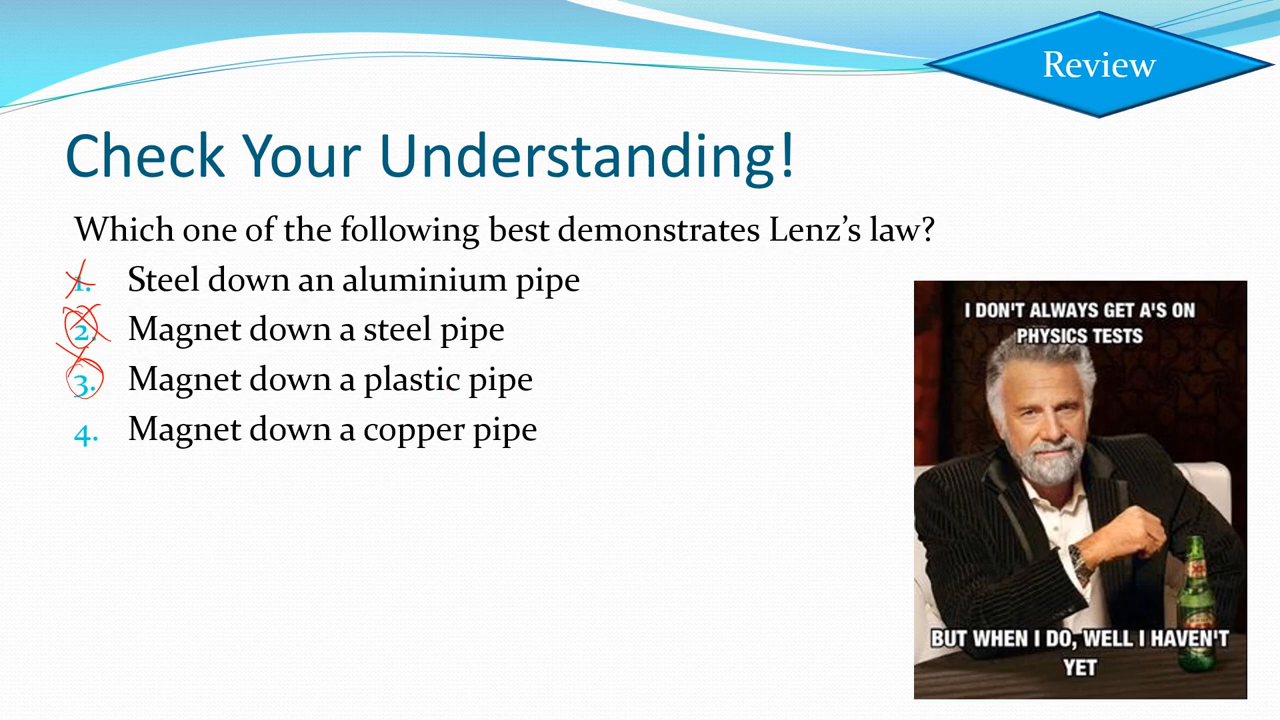 Review
Check Your Understanding!
Which one of the following best demonstrates Lenz’s law?
1. Steel down an aluminium pipe
2. Magnet down a steel pipe
3. Magnet down a plastic pipe
4. Magnet down a copper pipe
I DON'T ALWAYS GET A'S ON
PHYSICS TESTS
BUT WHEN I DO, WELL I HAVEN'T
YET